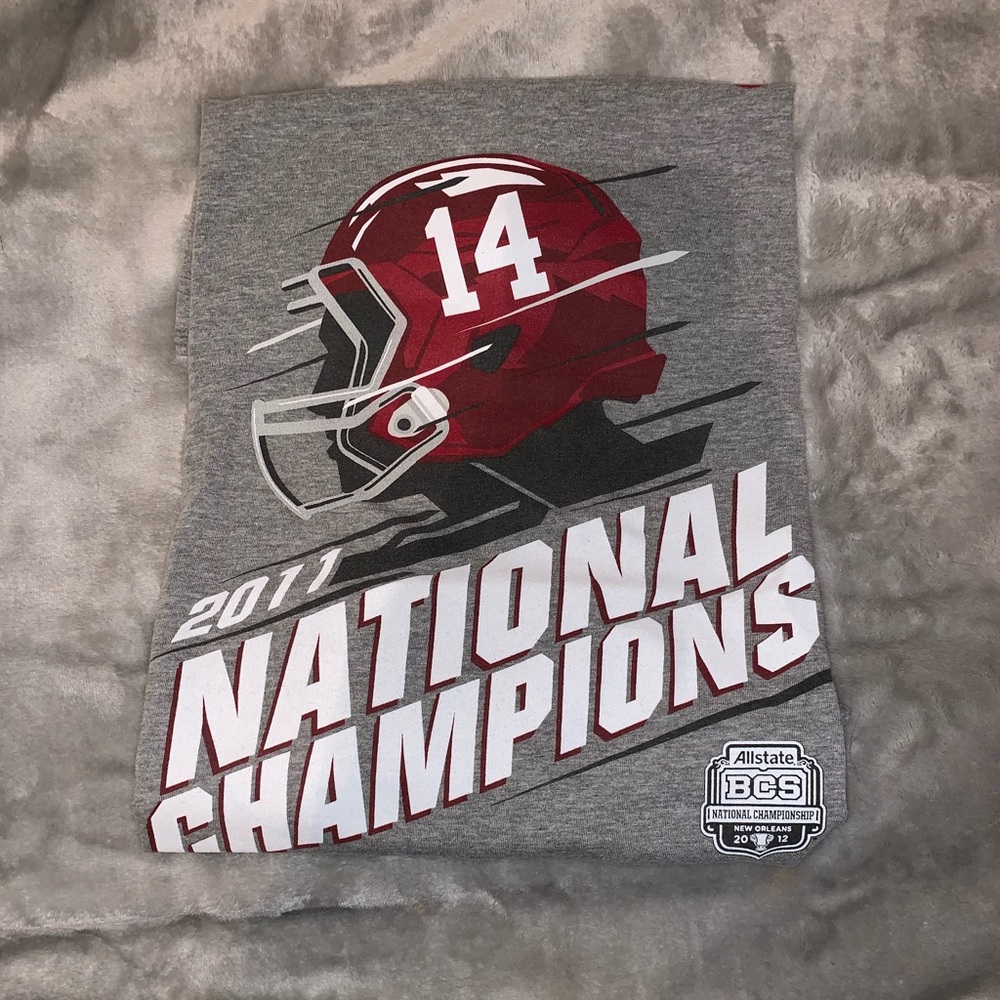 14
2011
NATIONAL
CHAMPIONS
Allstate
BCS
NATIONAL CHAMPIONSHIP
NEW ORLEANS
20 12